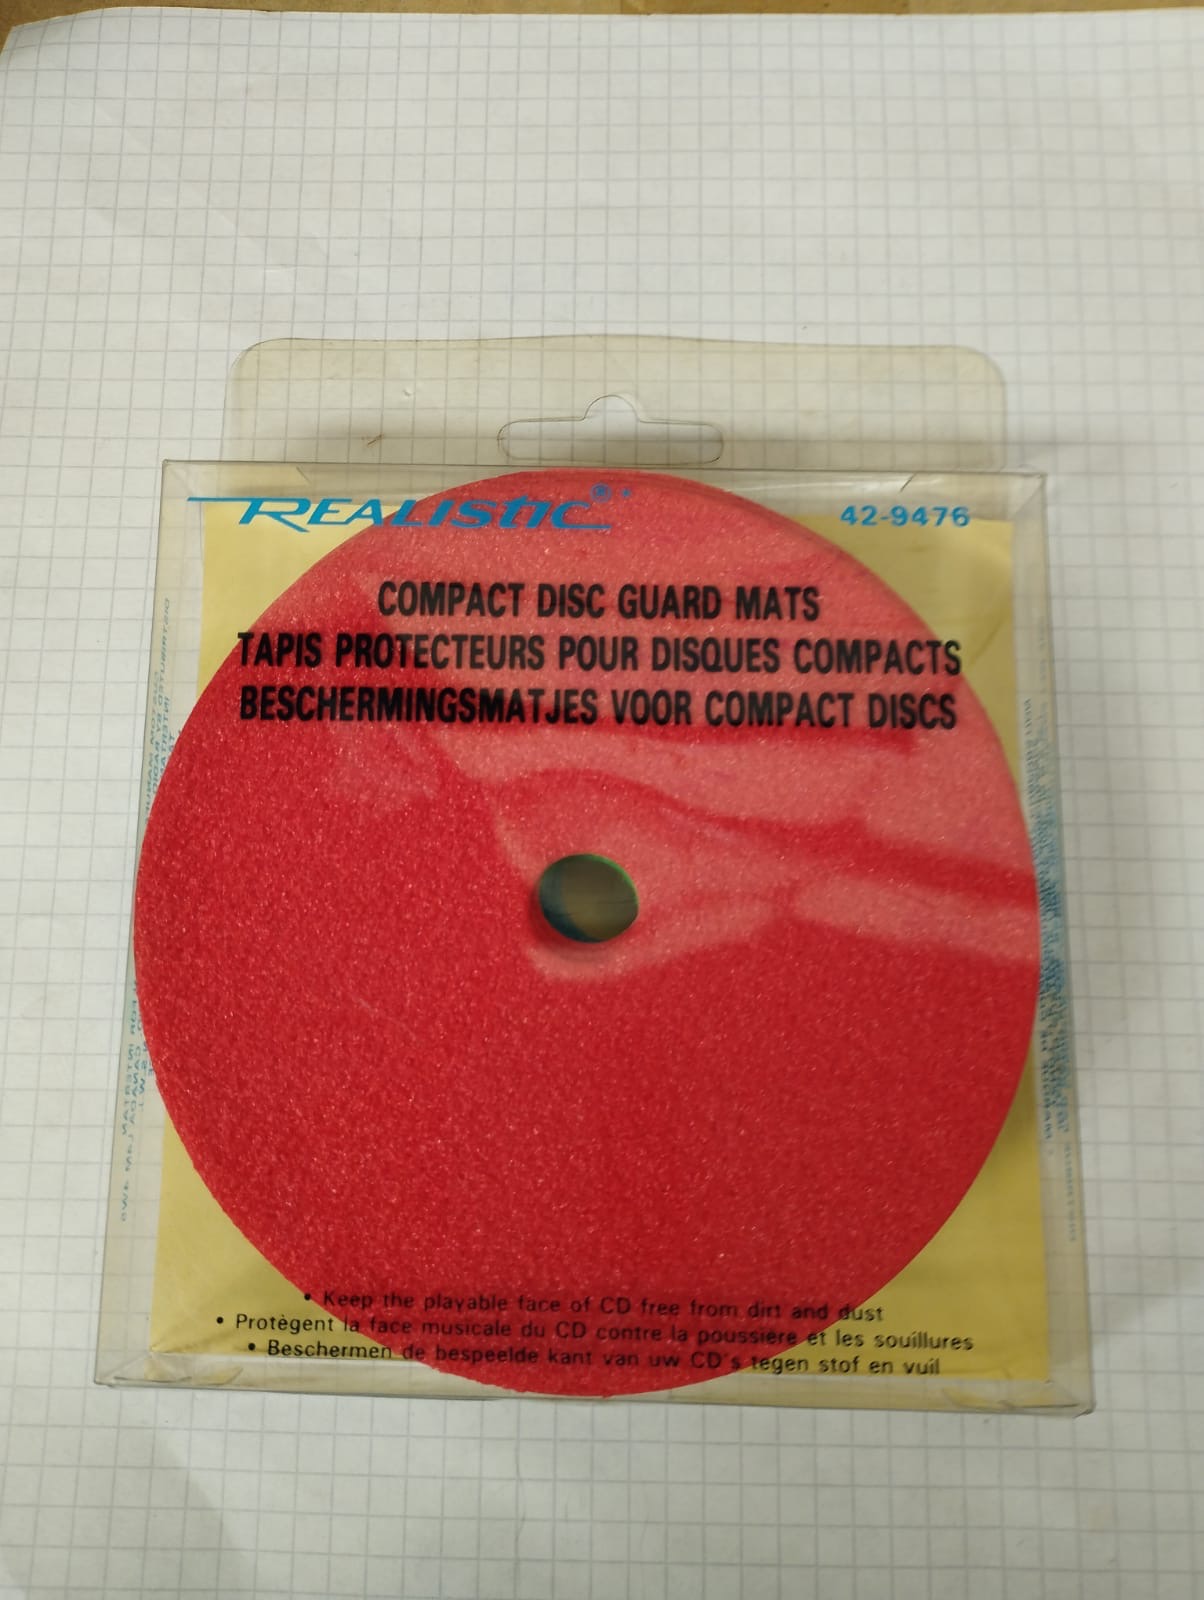 REALISTIC®*
42-9476
COMPACT DISC GUARD MATS
TAPIS PROTECTEURS POUR DISQUES COMPACTS
BESCHERMINGSMATJES VOOR COMPACT DISCS
• Keep the playable face of CD free from dirt and dust
• Protègent la face musicale du CD contre la poussière et les souillures
• Beschermen de bespeelde kant van uw CD's tegen stof en vuil